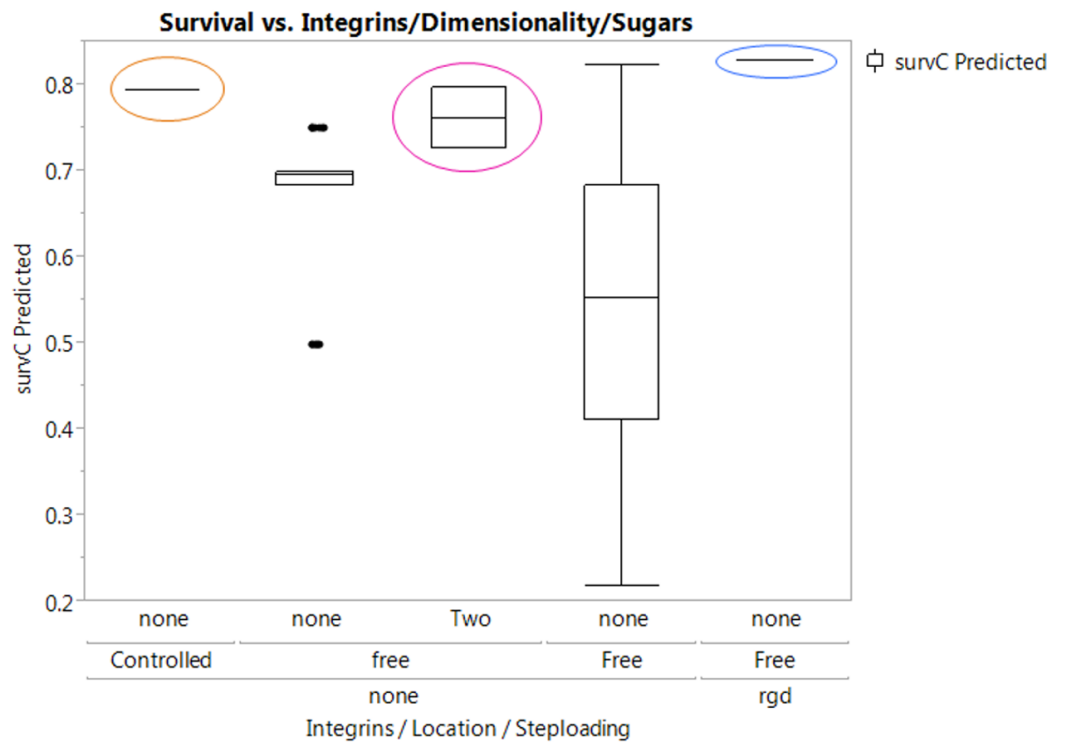 Survival vs. Integrins/Dimensionality/Sugars
survC Predicted
survC Predicted
0.8
0.7
0.6
0.5
0.4
0.3
0.2
none none Two none none
Controlled free Free Free
none rgd
Integrins / Location / Steploading